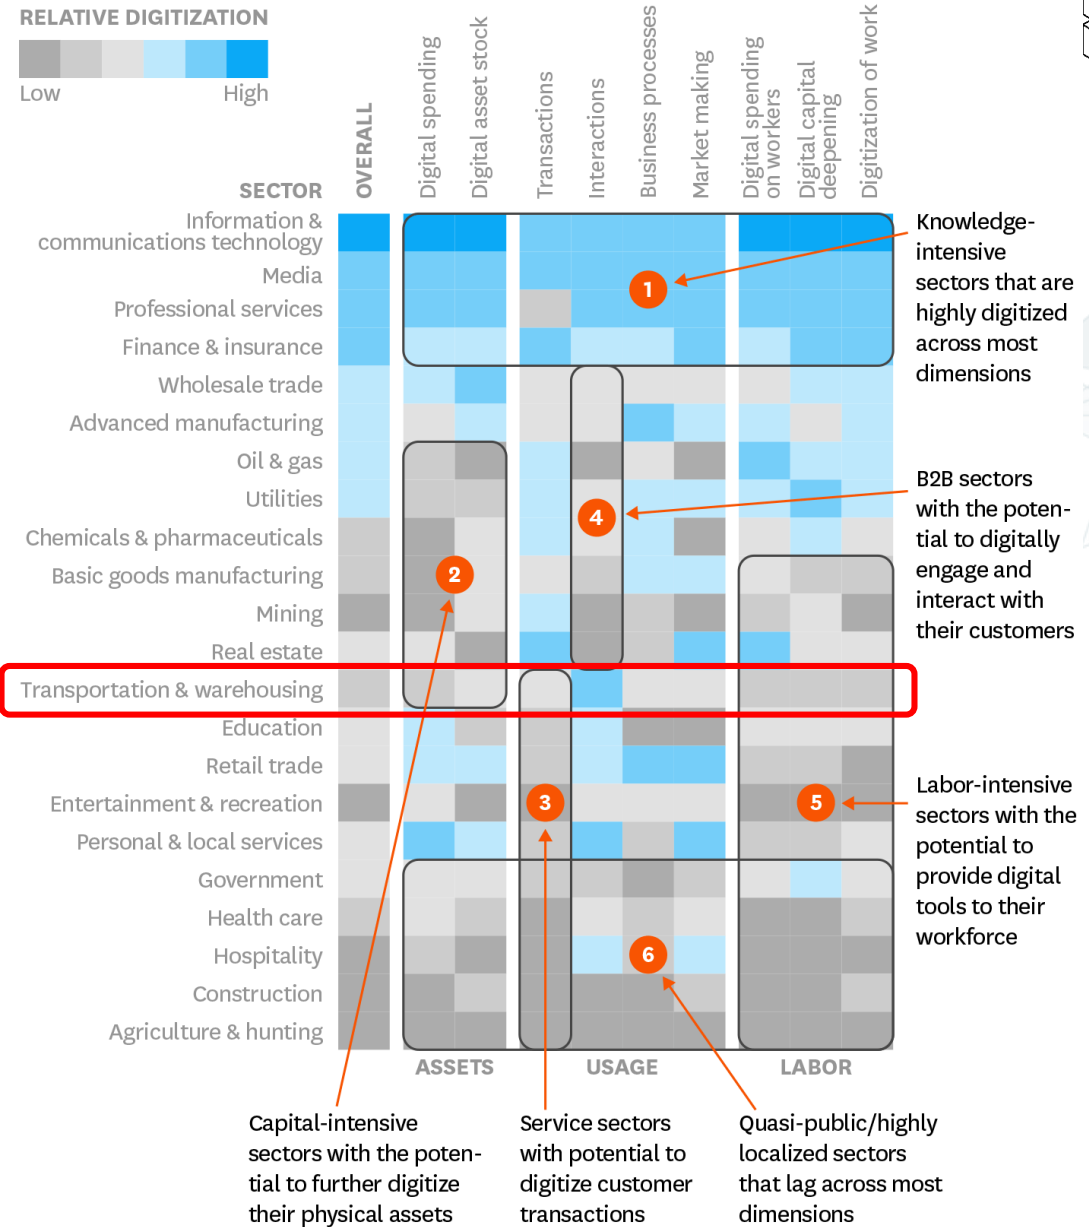 RELATIVE DIGITIZATION
Low
High
SECTOR
OVERALL
Digital spending
Digital asset stock
Transactions
Interactions
Business processes
Market making
Digital spending
on workers
Digital capital
deepening
Digitization of work
Information &
communications technology
Media
Professional services
Finance & insurance
Wholesale trade
Advanced manufacturing
Oil & gas
Utilities
Chemicals & pharmaceuticals
Basic goods manufacturing
Mining
Real estate
Transportation & warehousing
Education
Retail trade
Entertainment & recreation
Personal & local services
Government
Health care
Hospitality
Construction
Agriculture & hunting
1
4
2
3
5
6
Knowledge-
intensive
sectors that are
highly digitized
across most
dimensions
B2B sectors
with the poten-
tial to digitally
engage and
interact with
their customers
Labor-intensive
sectors with the
potential to
provide digital
tools to their
workforce
ASSETS
USAGE
LABOR
Capital-intensive
sectors with the poten-
tial to further digitize
their physical assets
Service sectors
with potential to
digitize customer
transactions
Quasi-public/highly
localized sectors
that lag across most
dimensions